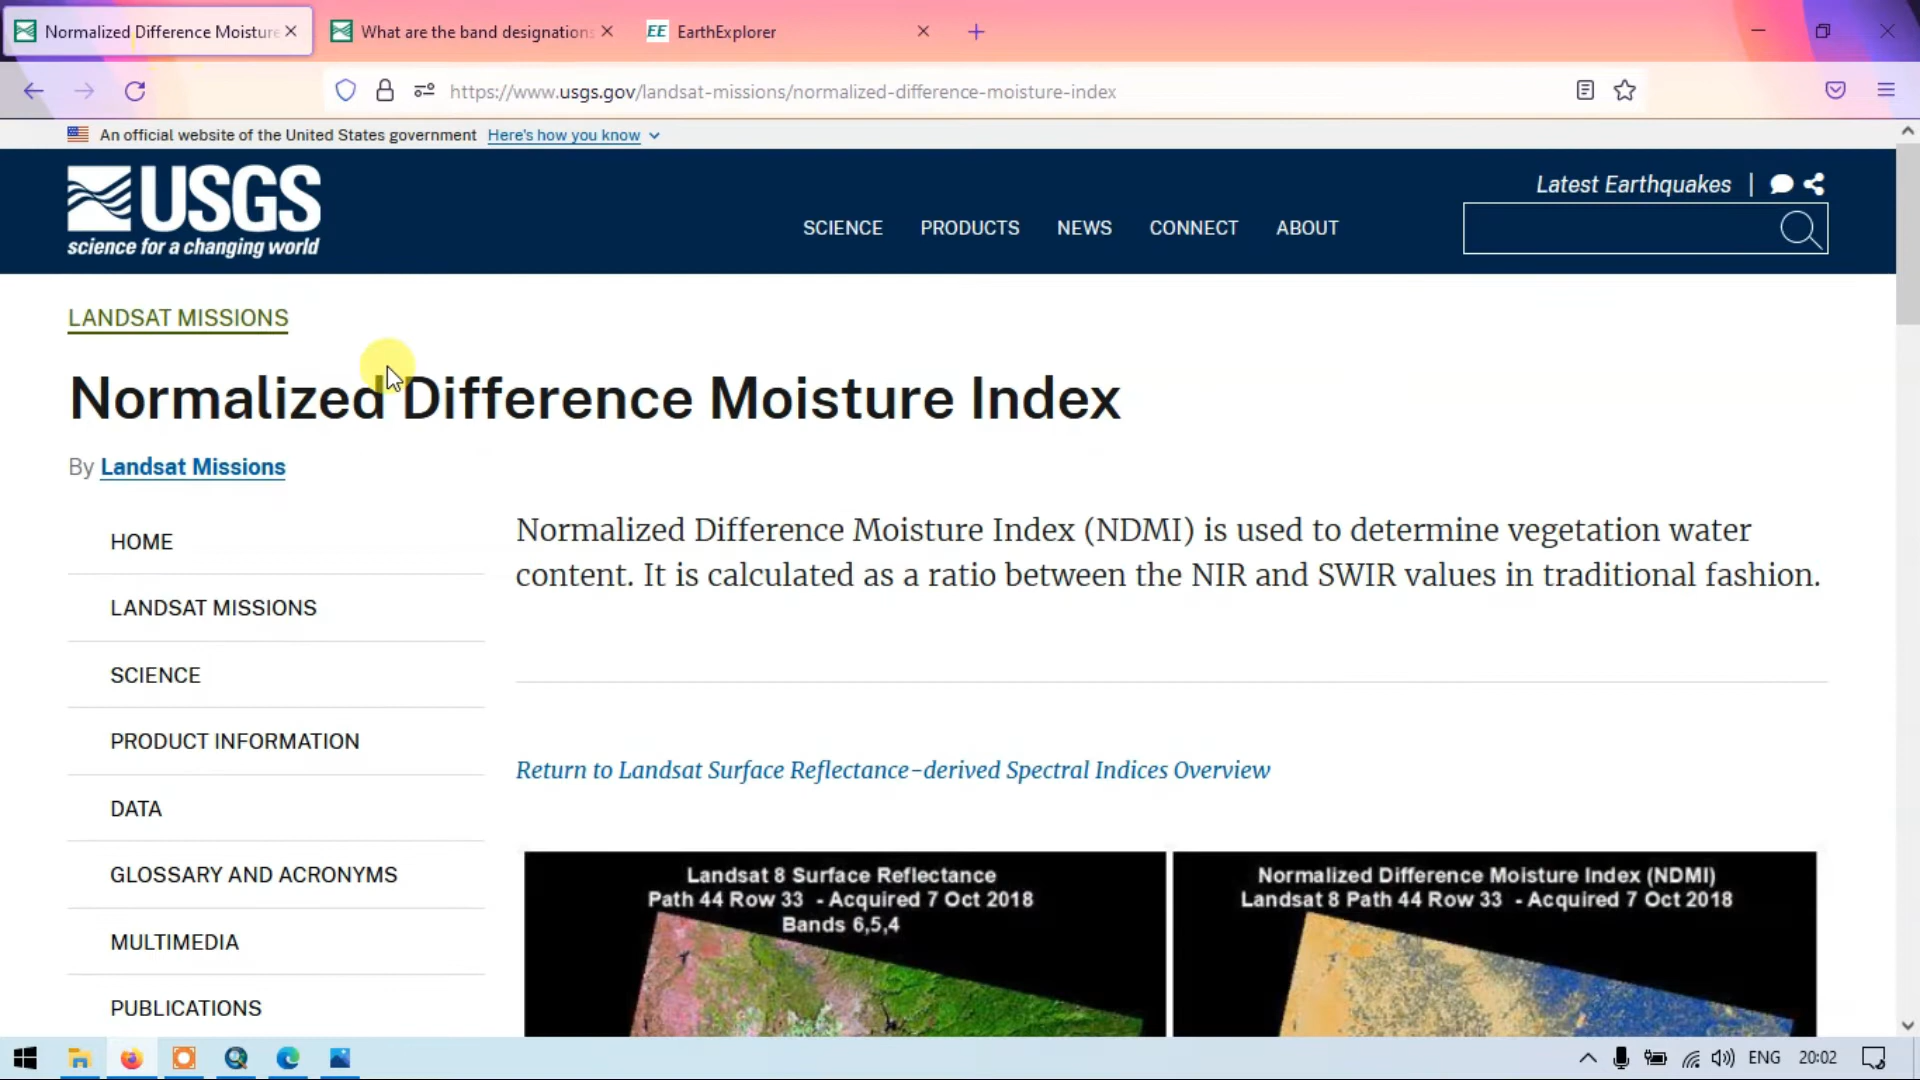 Normalized Difference Moisture
What are the band designations
EE EarthExplorer
https://www.usgs.gov/landsat-missions/normalized-difference-moisture-index
An official website of the United States government Here's how you know
USGS
science for a changing world
SCIENCE PRODUCTS NEWS CONNECT ABOUT
Latest Earthquakes |
LANDSAT MISSIONS
Normalized Difference Moisture Index
By Landsat Missions
HOME
LANDSAT MISSIONS
SCIENCE
PRODUCT INFORMATION
DATA
GLOSSARY AND ACRONYMS
MULTIMEDIA
PUBLICATIONS
Normalized Difference Moisture Index (NDMI) is used to determine vegetation water
content. It is calculated as a ratio between the NIR and SWIR values in traditional fashion.
Return to Landsat Surface Reflectance-derived Spectral Indices Overview
Landsat 8 Surface Reflectance
Path 44 Row 33 - Acquired 7 Oct 2018
Bands 6,5,4
Normalized Difference Moisture Index (NDMI)
Landsat 8 Path 44 Row 33 - Acquired 7 Oct 2018
ENG 20:02